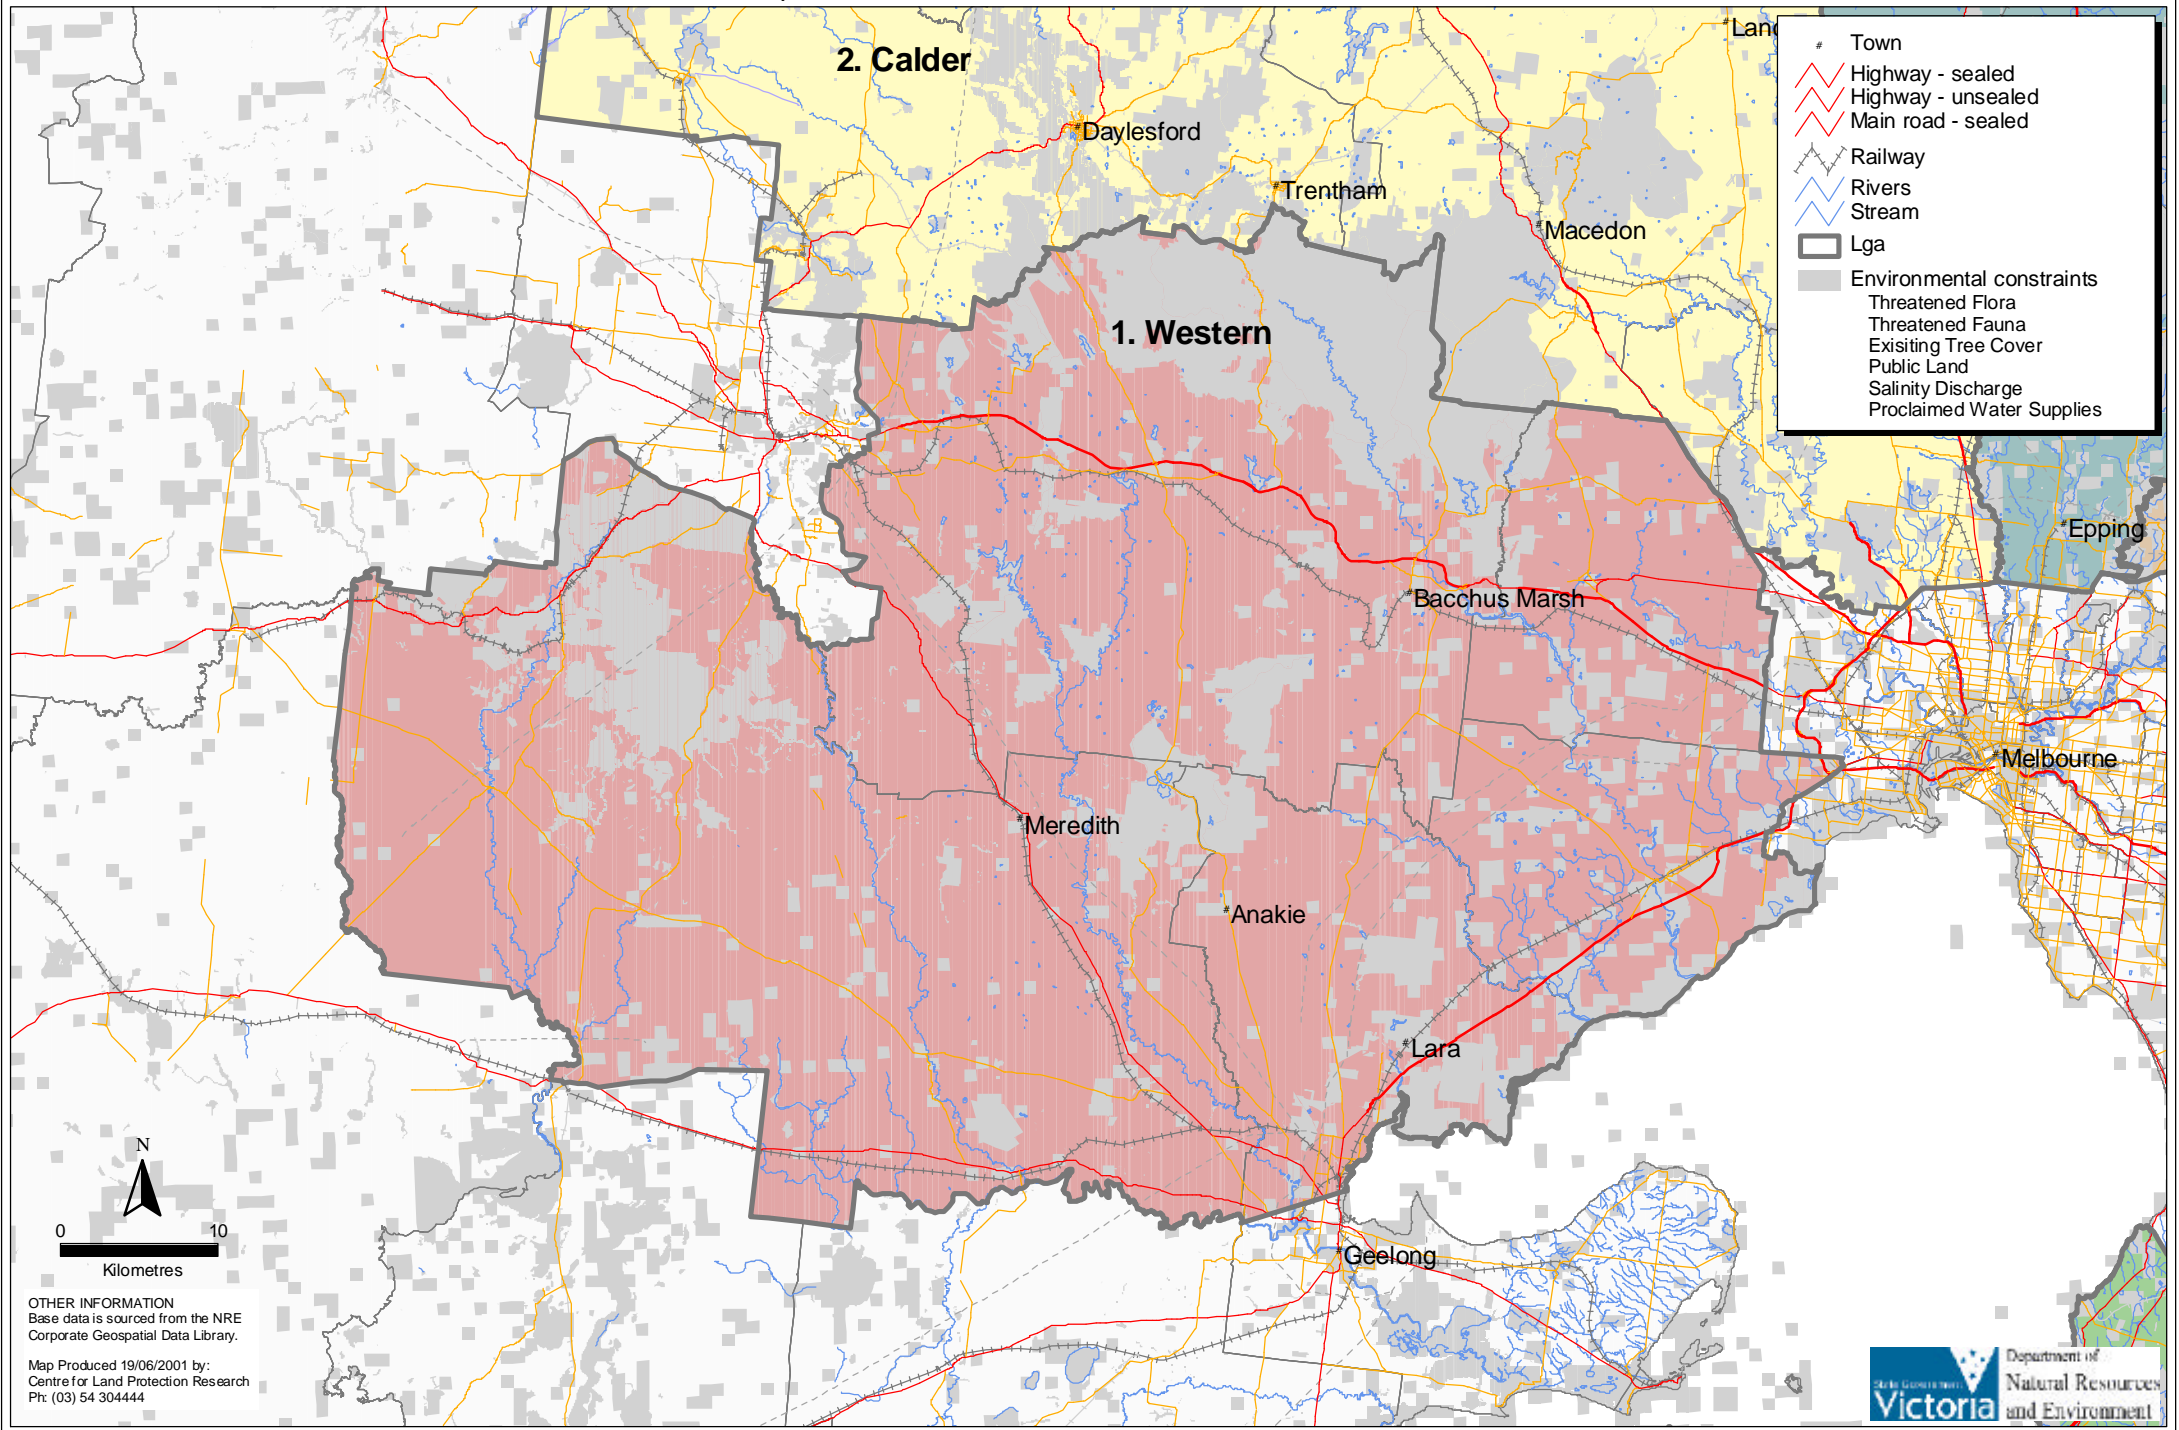 2. Calder
Lan
Daylesford
Trentham
Macedon
1. Western
Epping
Bacchus Marsh
Melbourne
Meredith
Anakie
Lara
Geelong
Town
Highway - sealed
Highway - unsealed
Main road - sealed
Railway
Rivers
Stream
Lga
Environmental constraints
Threatened Flora
Threatened Fauna
Exisiting Tree Cover
Public Land
Salinity Discharge
Proclaimed Water Supplies
N
0 10
Kilometres
OTHER INFORMATION
Base data is sourced from the NRE
Corporate Geospatial Data Library.
Map Produced 19/06/2001 by:
Centre for Land Protection Research
Ph: (03) 54 304444
State Government
Victoria
Department of
Natural Resources
and Environment